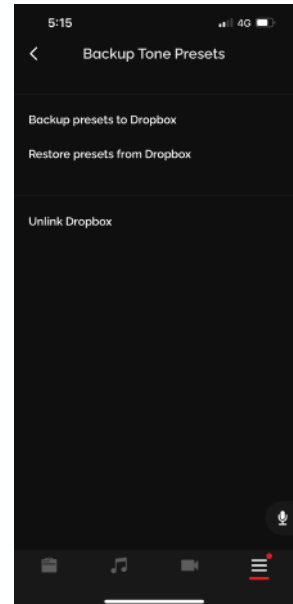 5:15
4G
Backup Tone Presets
Backup presets to Dropbox
Restore presets from Dropbox
Unlink Dropbox